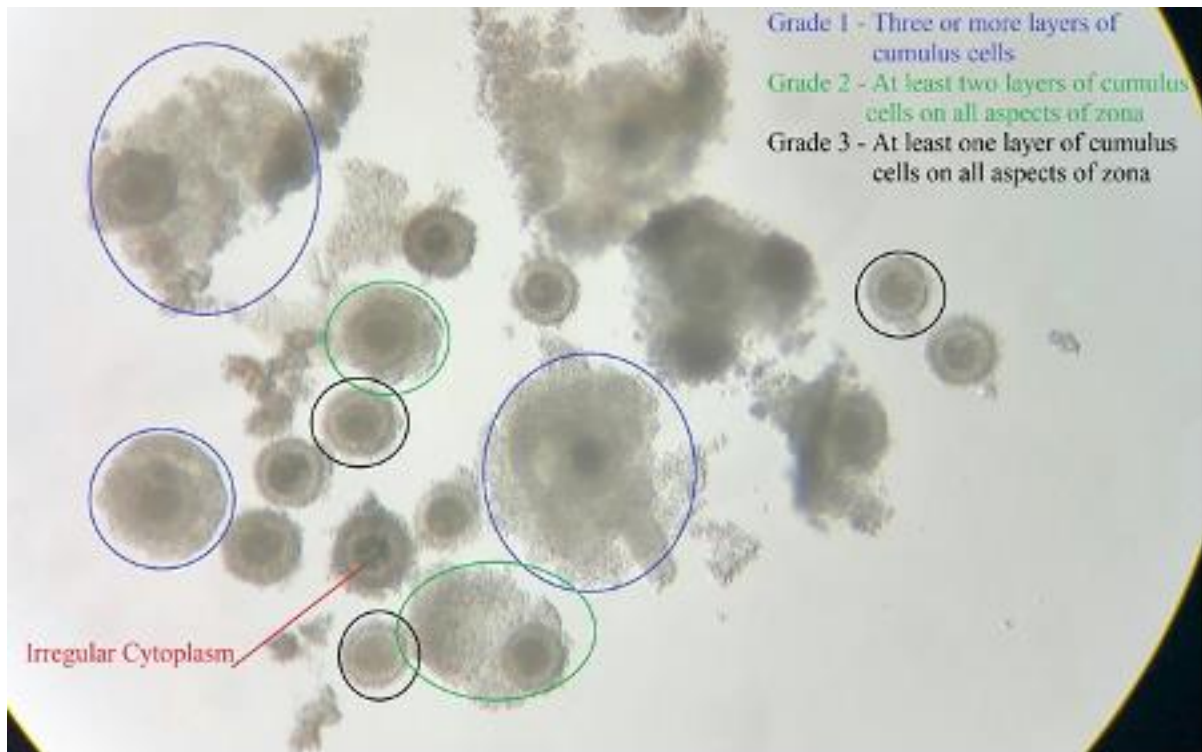 Grade 1 - Three or more layers of
cumulus cells
Grade 2 - At least two layers of cumulus
cells on all aspects of zona
Grade 3 - At least one layer of cumulus
cells on all aspects of zona
Irregular Cytoplasm